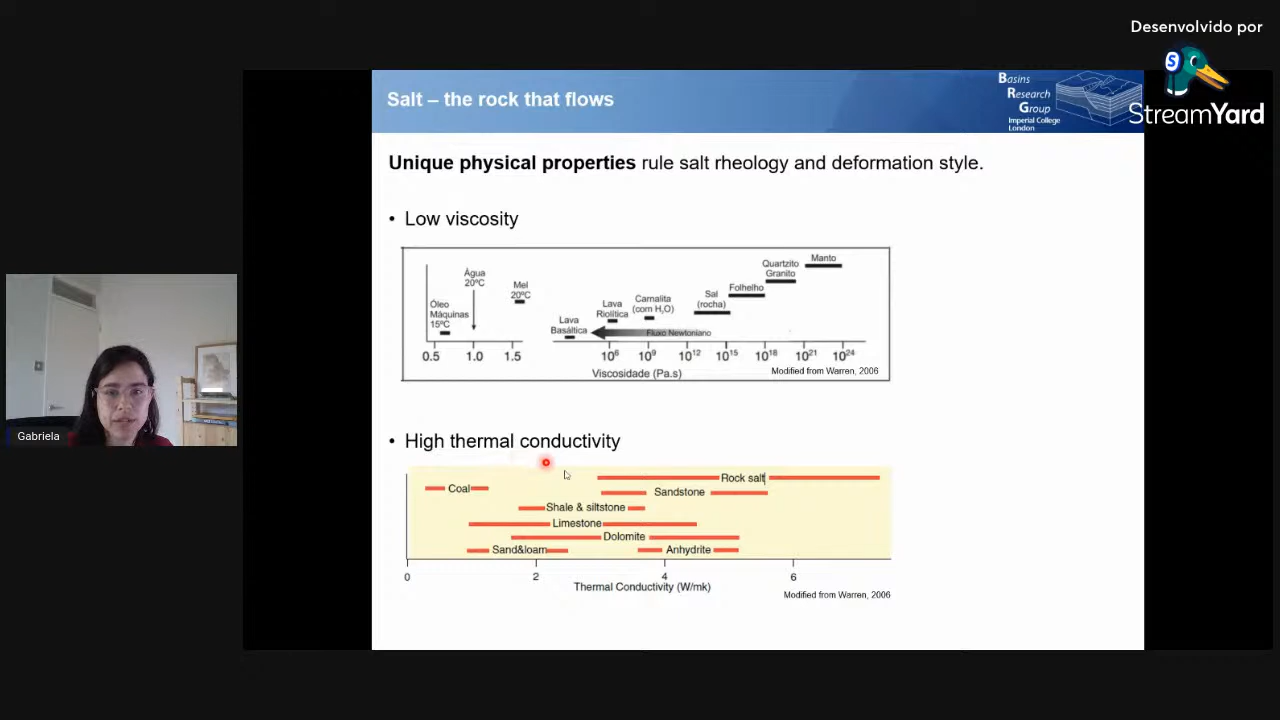 Desenvolvido por
StreamYard
Salt – the rock that flows
Basins
Research
Group
Imperial College
London
Unique physical properties rule salt rheology and deformation style.
• Low viscosity
Óleo
Máquinas
15ºC
Água
20ºC
Mel
20ºC
Lava
Basáltica
Lava
Riolítica
Carnalita
(com H₂O)
Sal
(rocha)
Folhelho
Quartzito
Granito
Manto
Fluxo Newtoniano
0.5 1.0 1.5 10⁶ 10⁹ 10¹² 10¹⁵ 10¹⁸ 10²¹ 10²⁴
Viscosidade (Pa.s)
Modified from Warren, 2006
Gabriela
• High thermal conductivity
Rock salt
Coal
Sandstone
Shale & siltstone
Limestone
Dolomite
Sand&loam
Anhydrite
0 2 4 6
Thermal Conductivity (W/mk)
Modified from Warren, 2006